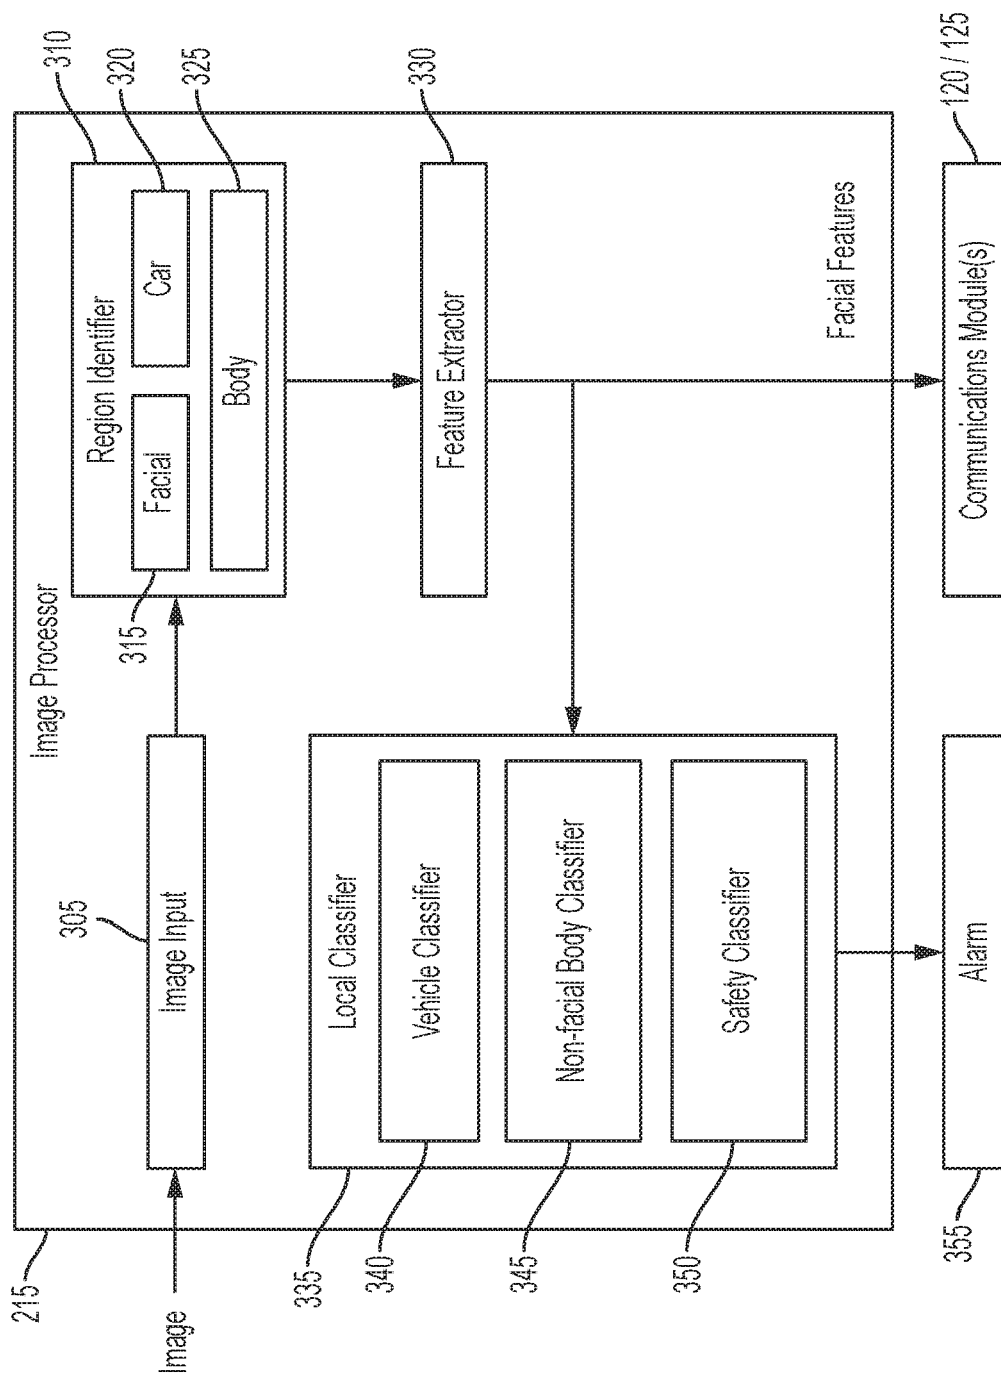 215
Image Processor
310
320
325
Image
305
Image Input
315
Region Identifier
Facial
Car
Body
330
Feature Extractor
335
Local Classifier
340
Vehicle Classifier
345
Non-facial Body Classifier
350
Safety Classifier
Facial Features
355
Alarm
Communications Module(s)
120 / 125